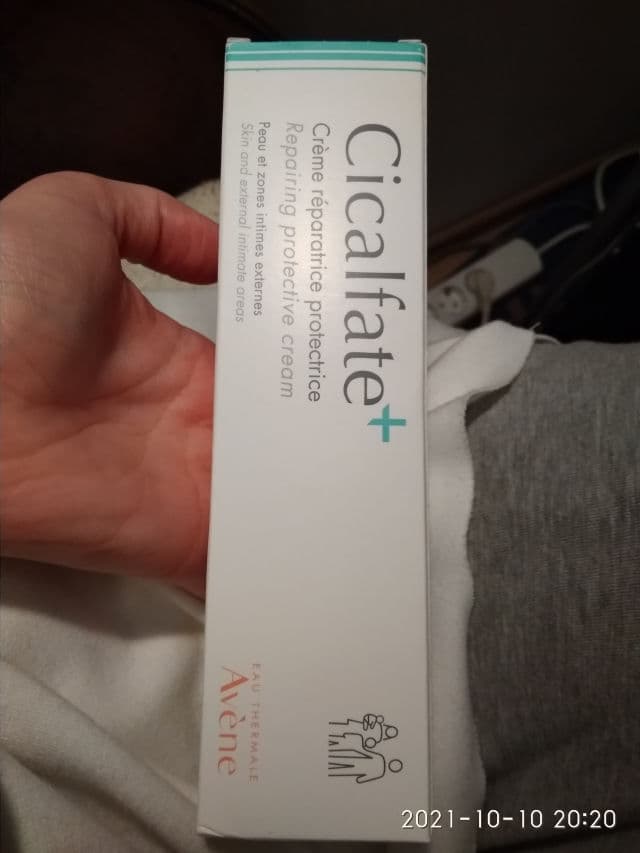 Cicalfate+
Crème réparatrice protectrice
Repairing protective cream
Peau et zones intimes externes
Skin and external intimate areas
EAU THERMALE
Avène
2021-10-10 20:20